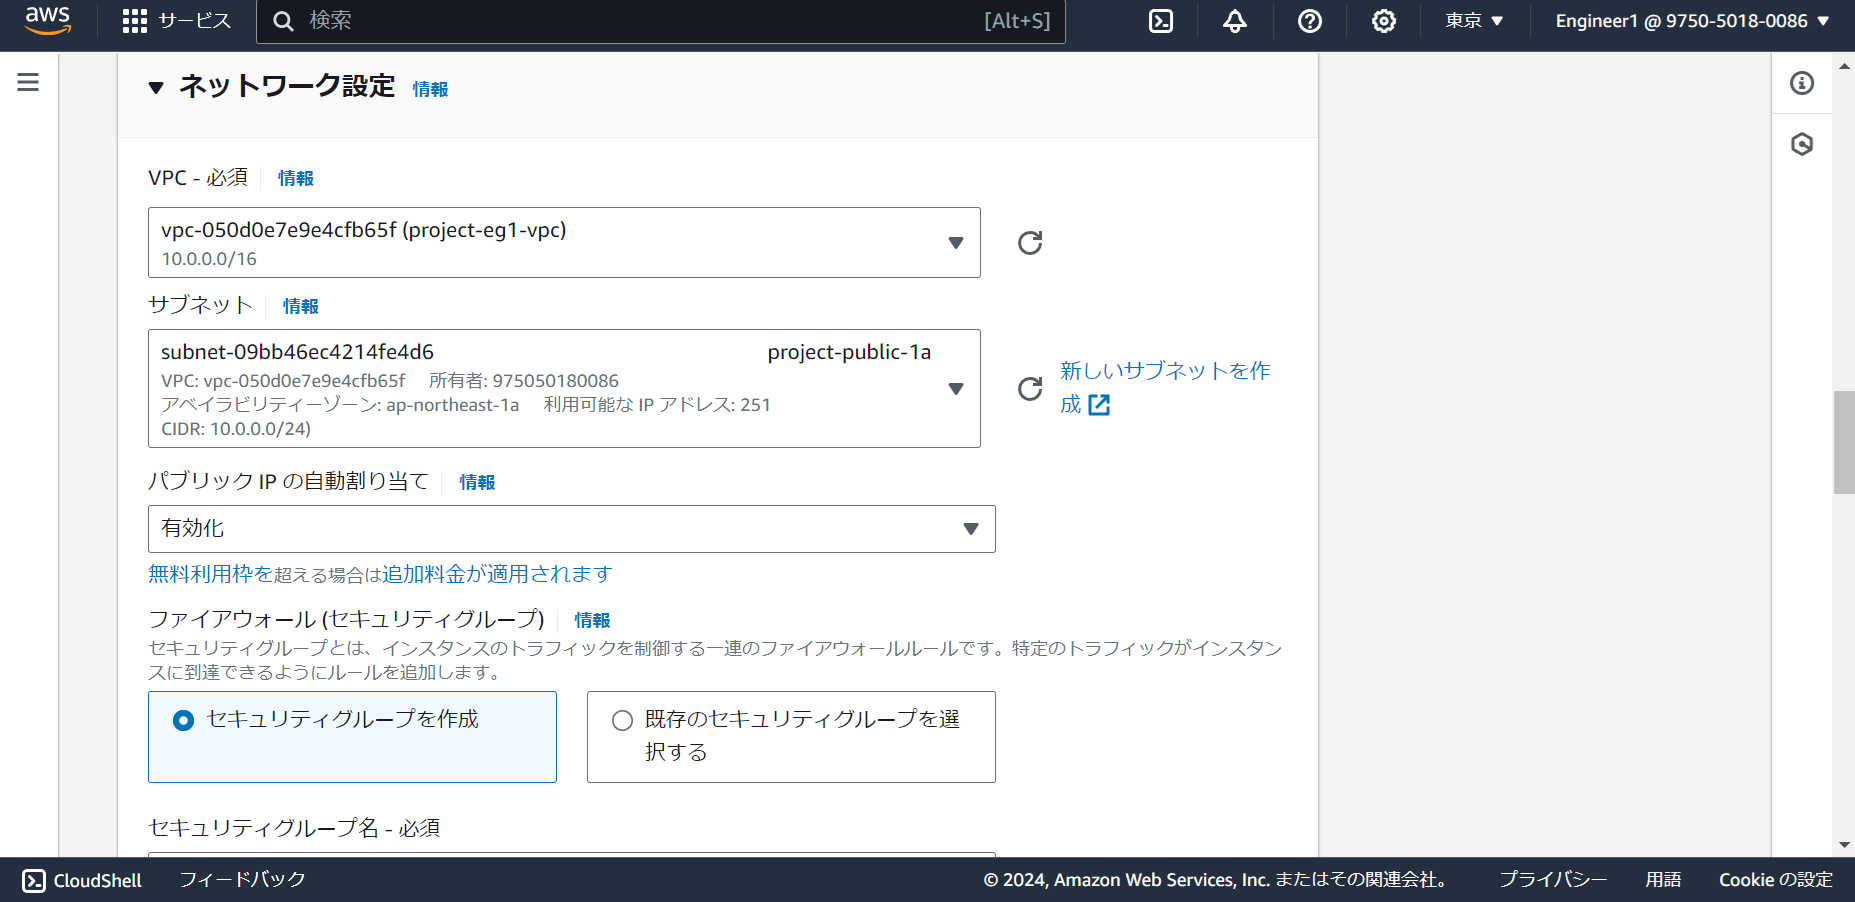 aws
サービス
検索
[Alt+S]
東京 ▼
Engineer1 @ 9750-5018-0086 ▼
▼ ネットワーク設定 情報
VPC - 必須 情報
vpc-050d0e7e9e4cfb65f (project-eg1-vpc)
10.0.0.0/16
サブネット 情報
subnet-09bb46ec4214fe4d6 project-public-1a
VPC: vpc-050d0e7e9e4cfb65f 所有者: 975050180086
アベイラビリティーゾーン: ap-northeast-1a 利用可能な IP アドレス: 251
CIDR: 10.0.0.0/24)
新しいサブネットを作
成
パブリック IP の自動割り当て 情報
有効化
無料利用枠を超える場合は追加料金が適用されます
ファイアウォール (セキュリティグループ) 情報
セキュリティグループとは、インスタンスのトラフィックを制御する一連のファイアウォールルールです。特定のトラフィックがインスタン
スに到達できるようにルールを追加します。
セキュリティグループを作成
既存のセキュリティグループを選
択する
セキュリティグループ名 - 必須
CloudShell フィードバック © 2024, Amazon Web Services, Inc. またはその関連会社。 プライバシー 用語 Cookie の設定